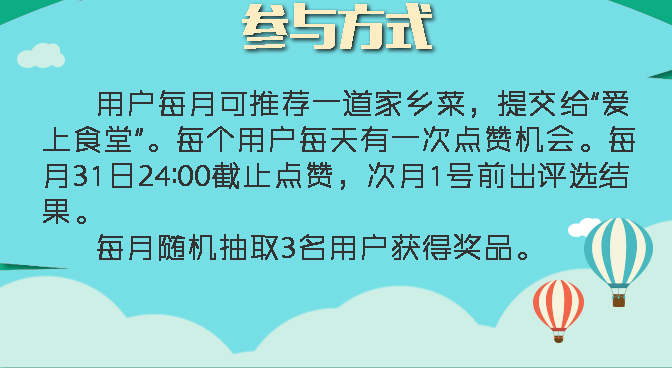 参与方式
用户每月可推荐一道家乡菜，提交给“爱
上食堂”。每个用户每天有一次点赞机会。每
月31日24:00截止点赞，次月1号前出评选结
果。
每月随机抽取3名用户获得奖品。